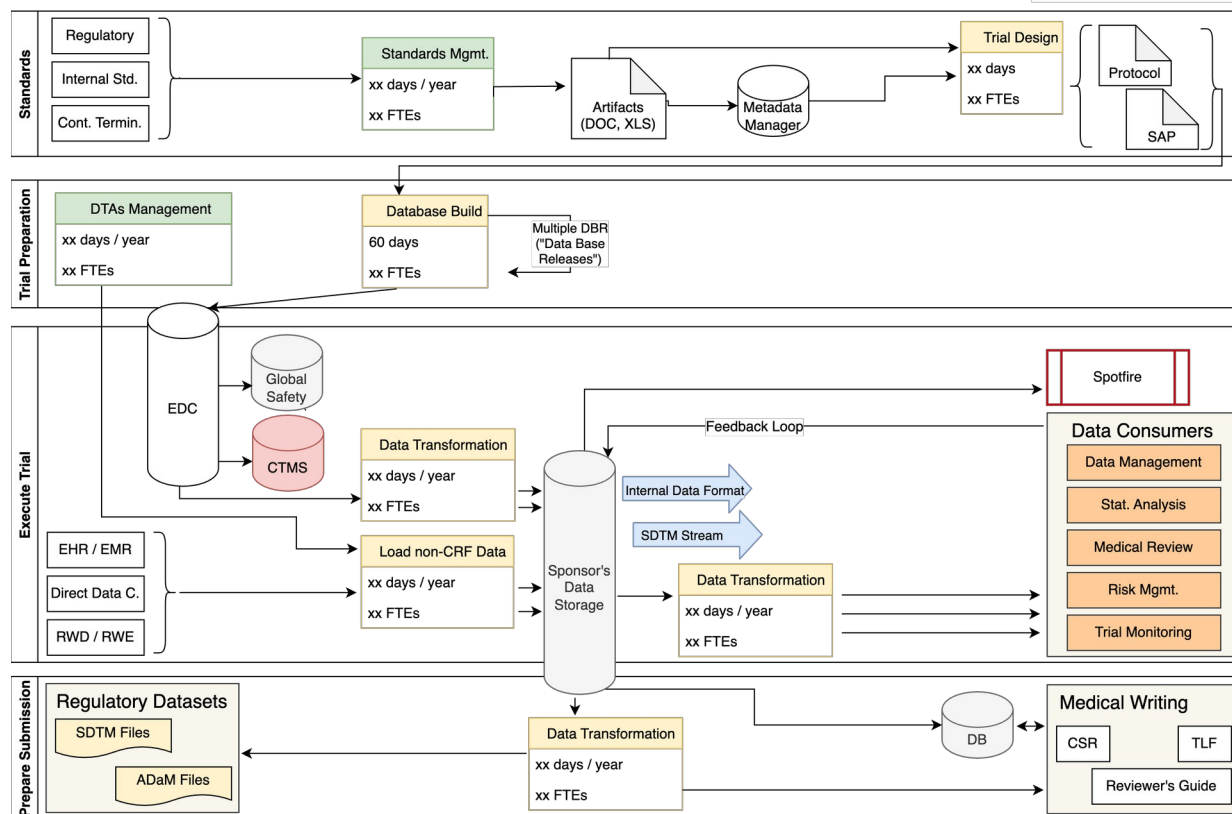 Standards
Regulatory
Internal Std.
Cont. Termin.
Standards Mgmt.
xx days / year
xx FTEs
Artifacts
(DOC, XLS)
Metadata
Manager
Trial Design
xx days
xx FTEs
Protocol
SAP
Trial Preparation
DTAs Management
xx days / year
xx FTEs
Database Build
60 days
xx FTEs
Multiple DBR
("Data Base
Releases")
Execute Trial
EDC
Global
Safety
CTMS
Data Transformation
xx days / year
xx FTEs
EHR / EMR
Direct Data C.
RWD / RWE
Load non-CRF Data
xx days / year
xx FTEs
Sponsor's
Data
Storage
Internal Data Format
SDTM Stream
Data Transformation
xx days / year
xx FTEs
Feedback Loop
Spotfire
Data Consumers
Data Management
Stat. Analysis
Medical Review
Risk Mgmt.
Trial Monitoring
Prepare Submission
Regulatory Datasets
SDTM Files
ADaM Files
Data Transformation
xx days / year
xx FTEs
DB
Medical Writing
CSR
TLF
Reviewer's Guide